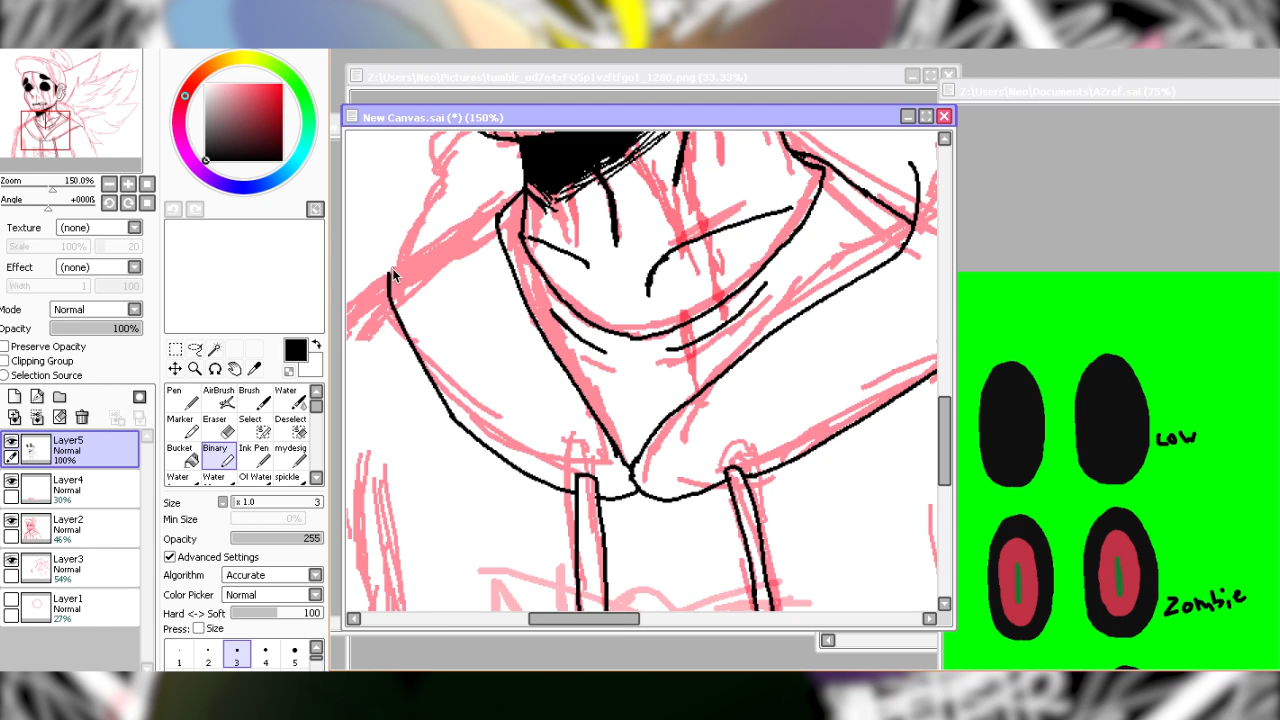 Z:\Users\Neo\Pictures\tumblr_od7e4xFQ5p1vzftfgo1_1280.png (33.33%)
Z:\Users\Neo\Documents\AZref.sai (75%)
New Canvas.sai (*) (150%)
Zoom 150.0%
Angle +000ß
Texture (none)
Scale 100% 20
Effect (none)
Width 1 100
Mode Normal
Opacity 100%
Preserve Opacity
Clipping Group
Selection Source
Layer5
Normal
100%
Layer4
Normal
30%
Layer2
Normal
46%
Layer3
Normal
54%
Layer1
Normal
27%
Pen AirBrush Brush Water
Marker Eraser Select Deselect
Bucket Binary Ink Pen mydesig
Water Water Ol Water spickle
Size x 1.0 3
Min Size 0%
Opacity 255
Advanced Settings
Algorithm Accurate
Color Picker Normal
Hard <-> Soft 100
Press: Size
1 2 3 4 5
LOW
Zombie